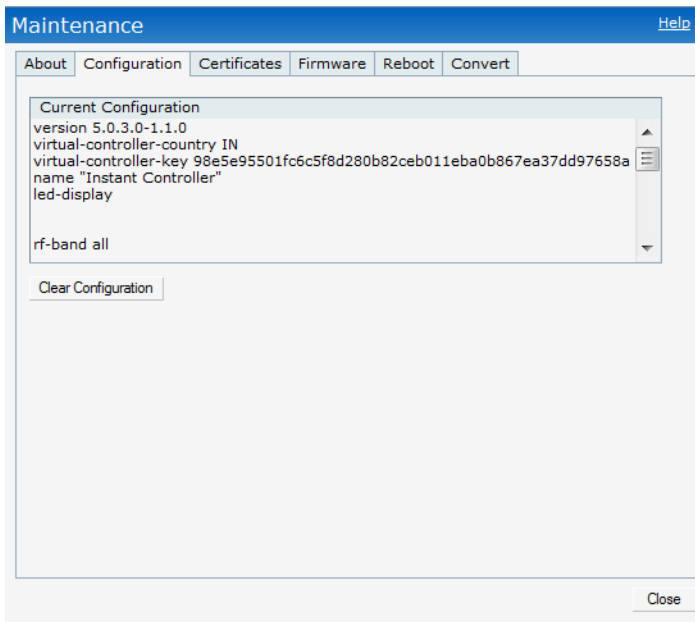 Maintenance
Help
About
Configuration
Certificates
Firmware
Reboot
Convert
Current Configuration
version 5.0.3.0-1.1.0
virtual-controller-country IN
virtual-controller-key 98e5e95501fc6c5f8d280b82ceb011eba0b867ea37dd97658a
name "Instant Controller"
led-display
rf-band all
Clear Configuration
Close